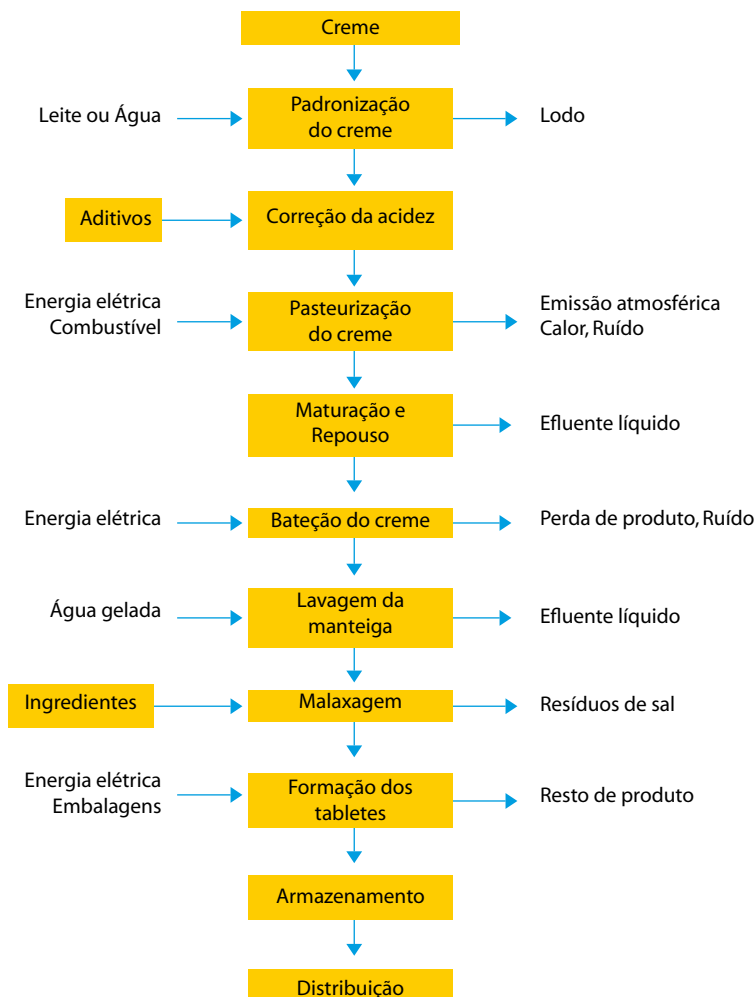 Creme
Leite ou Água
Padronização
do creme
Lodo
Aditivos
Correção da acidez
Energia elétrica
Combustível
Pasteurização
do creme
Emissão atmosférica
Calor, Ruído
Maturação e
Repouso
Efluente líquido
Energia elétrica
Bateção do creme
Perda de produto, Ruído
Água gelada
Lavagem da
manteiga
Efluente líquido
Ingredientes
Malaxagem
Resíduos de sal
Energia elétrica
Embalagens
Formação dos
tabletes
Resto de produto
Armazenamento
Distribuição